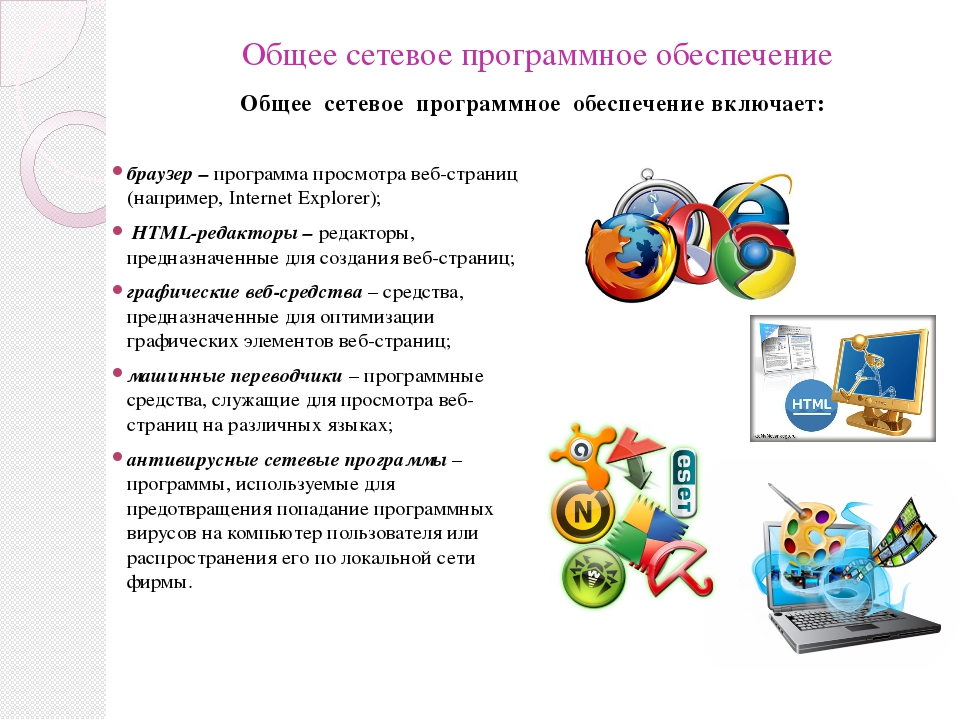 Общее сетевое программное обеспечение
Общее сетевое программное обеспечение включает:
браузер – программа просмотра веб-страниц
(например, Internet Explorer);
HTML-редакторы – редакторы,
предназначенные для создания веб-страниц;
графические веб-средства – средства,
предназначенные для оптимизации
графических элементов веб-страниц;
машинные переводчики – программные
средства, служащие для просмотра веб-
страниц на различных языках;
антивирусные сетевые программы –
программы, используемые для
предотвращения попадание программных
вирусов на компьютер пользователя или
распространения его по локальной сети
фирмы.
HTML
eseT
N